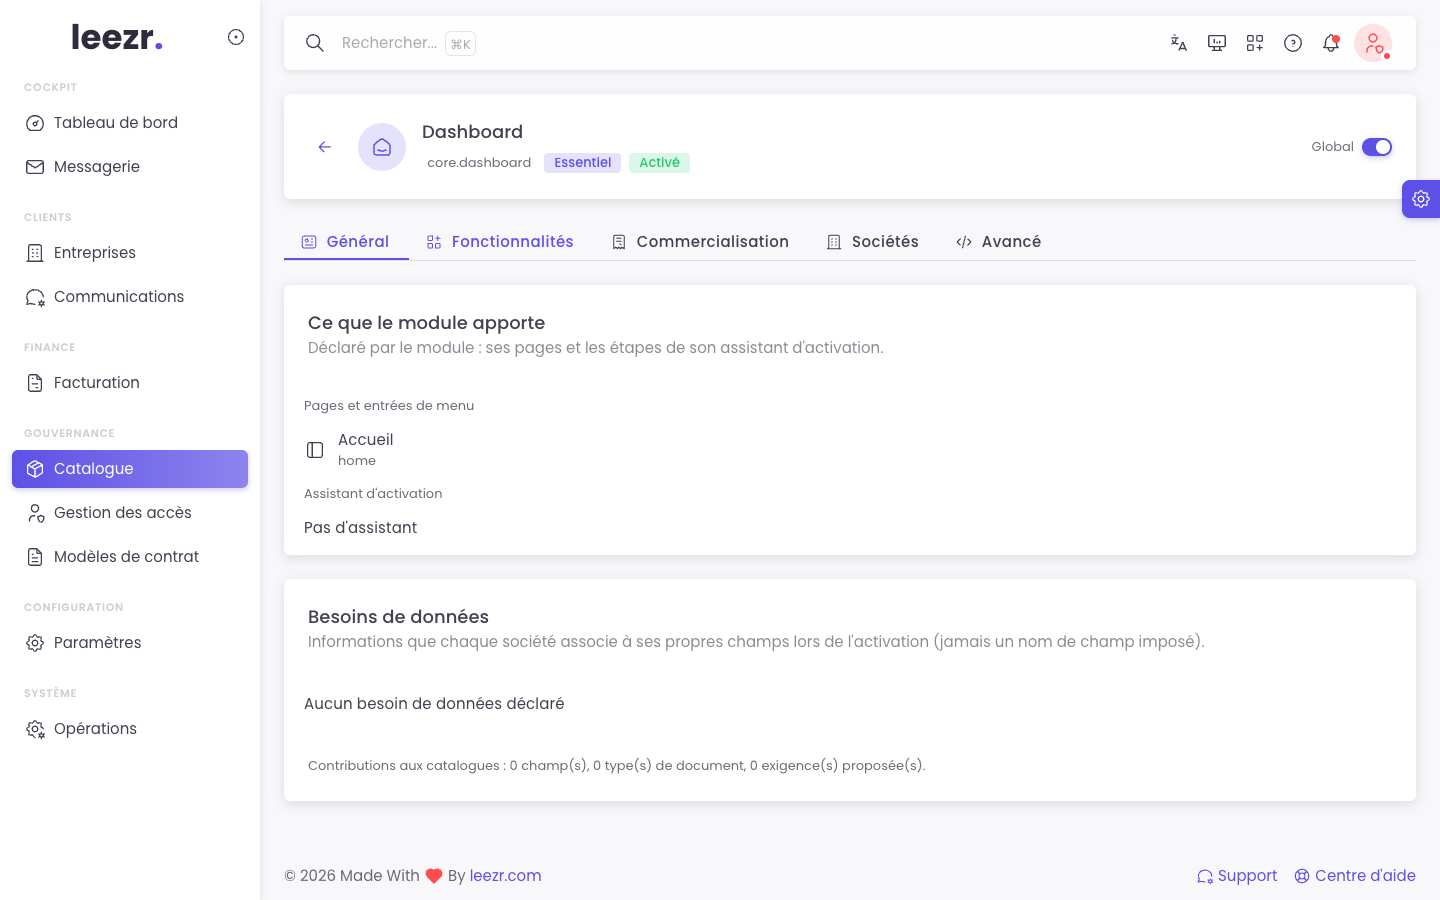 leezr.
Rechercher... ⌘K
COCKPIT
Tableau de bord
Messagerie
CLIENTS
Entreprises
Communications
FINANCE
Facturation
GOUVERNANCE
Catalogue
Gestion des accès
Modèles de contrat
CONFIGURATION
Paramètres
SYSTÈME
Opérations
Dashboard
core.dashboard Essentiel Activé
Global
Général Fonctionnalités Commercialisation Sociétés Avancé
Ce que le module apporte
Déclaré par le module : ses pages et les étapes de son assistant d'activation.
Pages et entrées de menu
Accueil
home
Assistant d'activation
Pas d'assistant
Besoins de données
Informations que chaque société associe à ses propres champs lors de l'activation (jamais un nom de champ imposé).
Aucun besoin de données déclaré
Contributions aux catalogues : 0 champ(s), 0 type(s) de document, 0 exigence(s) proposée(s).
© 2026 Made With By leezr.com
Support Centre d'aide